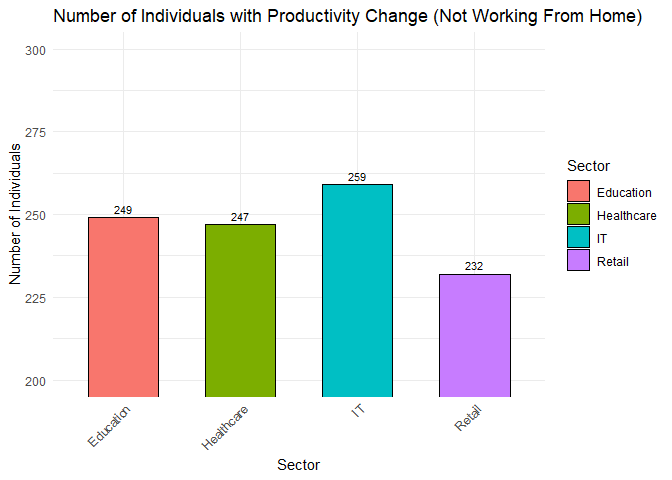 Number of Individuals with Productivity Change (Not Working From Home)
Number of Individuals
300
275
250
225
200
249
247
259
232
Education
Healthcare
IT
Retail
Sector
Sector
Education
Healthcare
IT
Retail